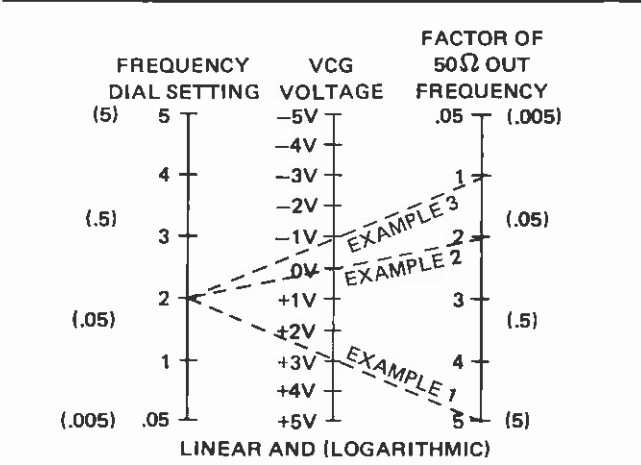 FREQUENCY DIAL SETTING
VCG VOLTAGE
FACTOR OF 50Ω OUT FREQUENCY
(5) 5 −5V .05 (.005)
−4V
4 −3V 1
(.5) −2V (.05)
3 −1V EXAMPLE 3 2
0V EXAMPLE 2
2 +1V 3
(.05) +2V (.5)
1 +3V EXAMPLE 1 4
+4V
(.005) .05 +5V 5 (5)
LINEAR AND (LOGARITHMIC)